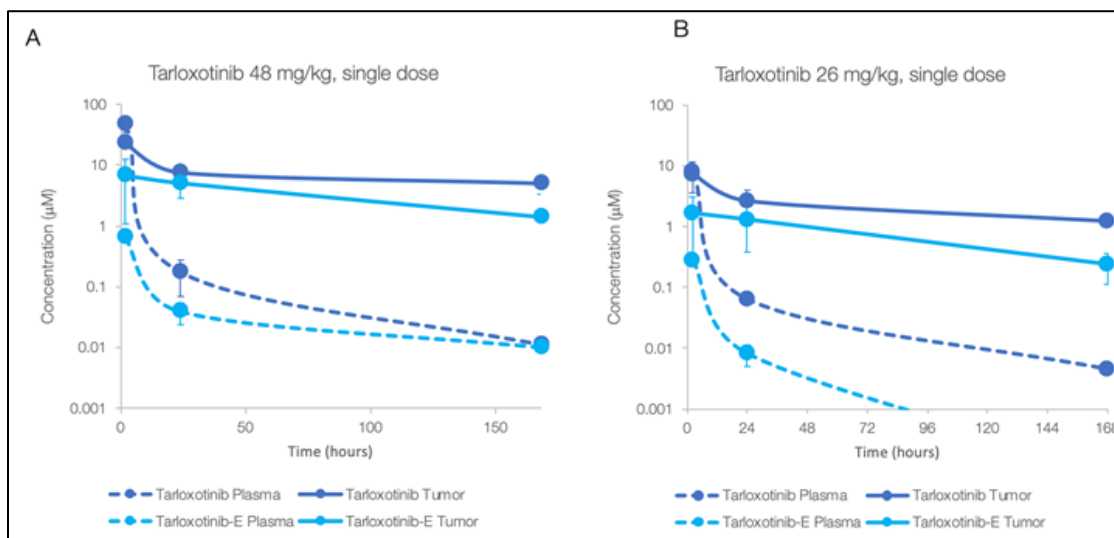 A
Tarloxotinib 48 mg/kg, single dose
100
10
1
0.1
0.01
0.001
Concentration (µM)
0
50
100
150
Time (hours)
Tarloxotinib Plasma
Tarloxotinib Tumor
Tarloxotinib-E Plasma
Tarloxotinib-E Tumor
B
Tarloxotinib 26 mg/kg, single dose
100
10
1
0.1
0.01
0.001
Concentration (µM)
0
24
48
72
96
120
144
168
Time (hours)
Tarloxotinib Plasma
Tarloxotinib Tumor
Tarloxotinib-E Plasma
Tarloxotinib-E Tumor